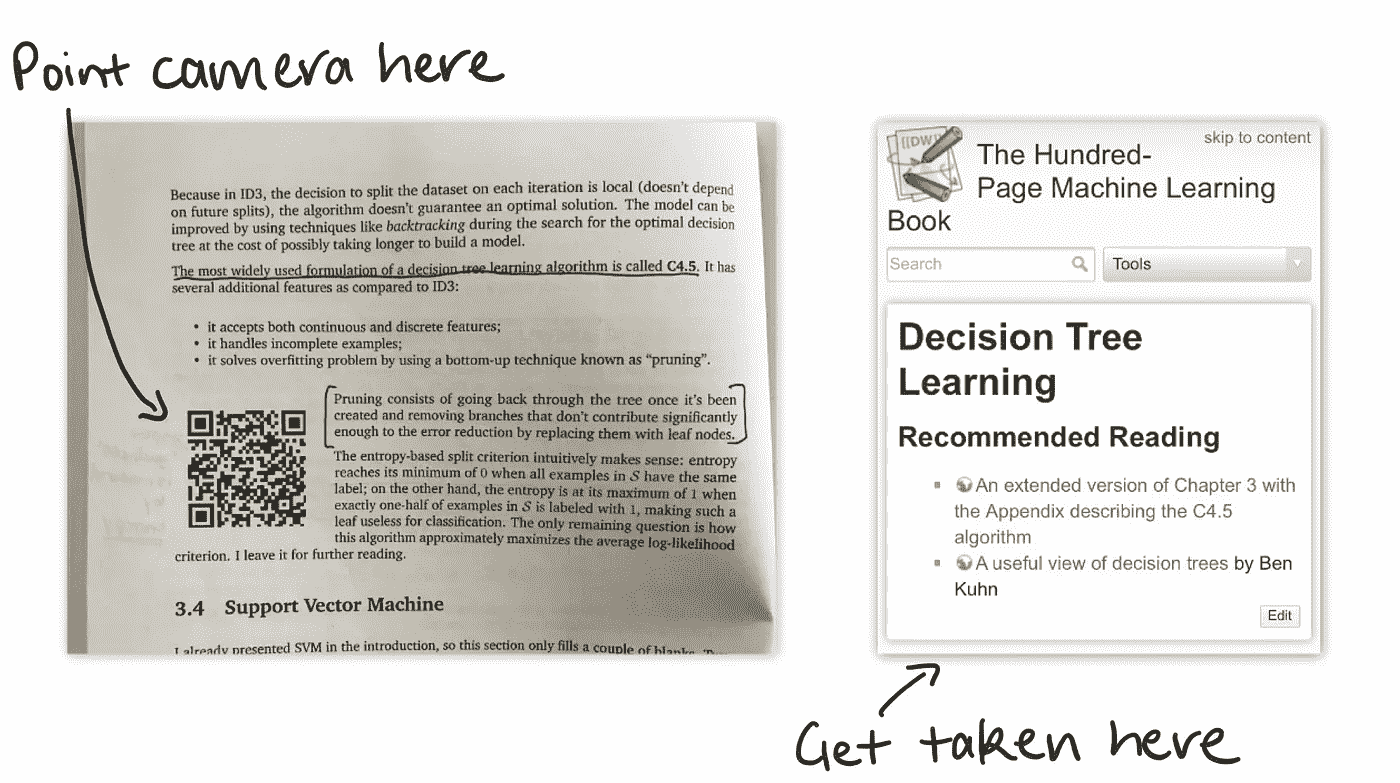 Point camera here
Because in ID3, the decision to split the dataset on each iteration is local (doesn't depend
on future splits), the algorithm doesn't guarantee an optimal solution. The model can be
improved by using techniques like backtracking during the search for the optimal decision
tree at the cost of possibly taking longer to build a model.
The most widely used formulation of a decision tree learning algorithm is called C4.5. It has
several additional features as compared to ID3:
• it accepts both continuous and discrete features;
• it handles incomplete examples;
• it solves overfitting problem by using a bottom-up technique known as “pruning”.
Pruning consists of going back through the tree once it's been
created and removing branches that don't contribute significantly
enough to the error reduction by replacing them with leaf nodes.
The entropy-based split criterion intuitively makes sense: entropy
reaches its minimum of 0 when all examples in S have the same
label; on the other hand, the entropy is at its maximum of 1 when
exactly one-half of examples in S is labeled with 1, making such a
leaf useless for classification. The only remaining question is how
this algorithm approximately maximizes the average log-likelihood
criterion. I leave it for further reading.
3.4 Support Vector Machine
I already presented SVM in the introduction, so this section only fills a couple of blanks.
((DW))
skip to content
The Hundred-
Page Machine Learning
Book
Search
Tools
Decision Tree
Learning
Recommended Reading
An extended version of Chapter 3 with
the Appendix describing the C4.5
algorithm
A useful view of decision trees by Ben
Kuhn
Edit
Get taken here